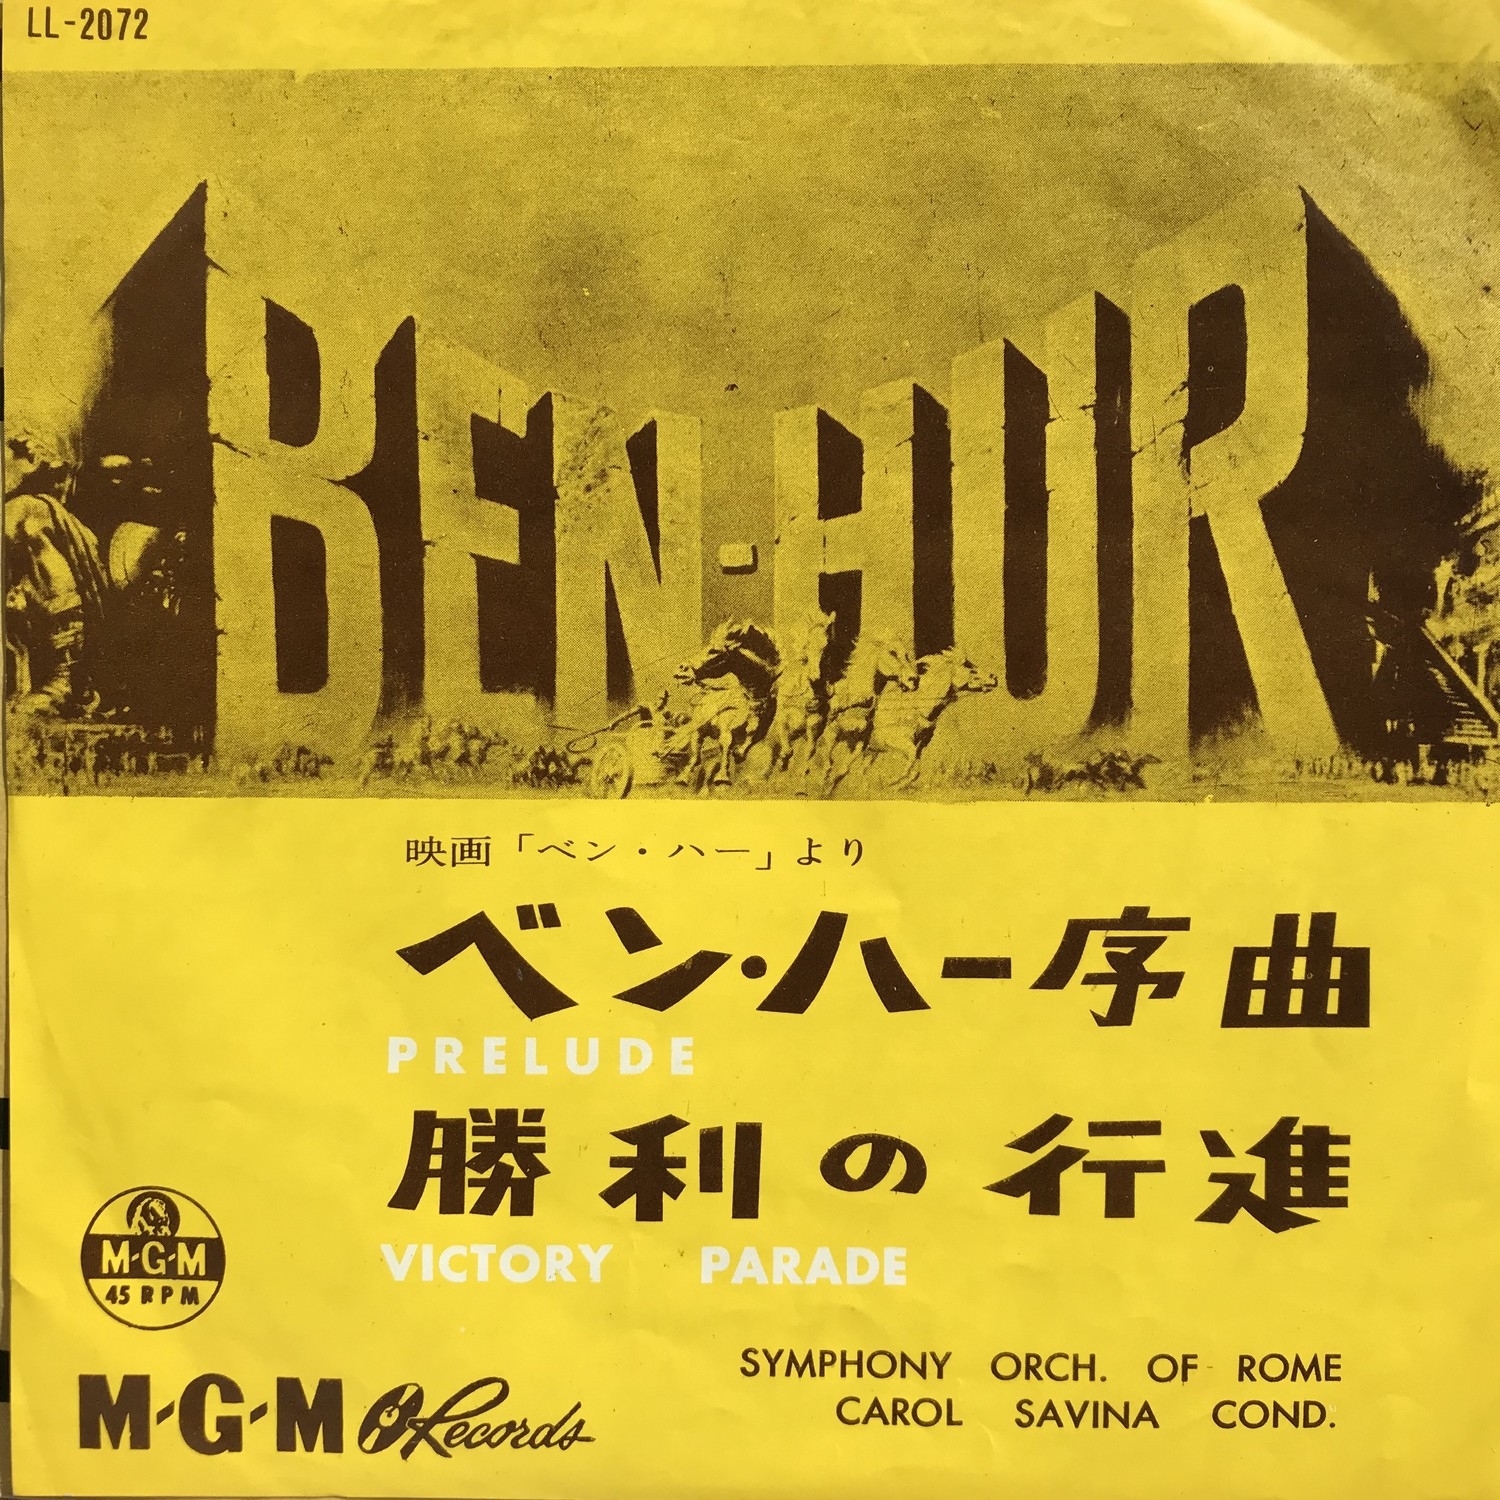 LL-2072
BEN-HUR
映画「ベン・ハー」より
ベン・ハー序曲
PRELUDE
勝利の行進
VICTORY PARADE
M-G-M
45 RPM
SYMPHONY ORCH. OF ROME
CAROL SAVINA COND.
M-G-M Records